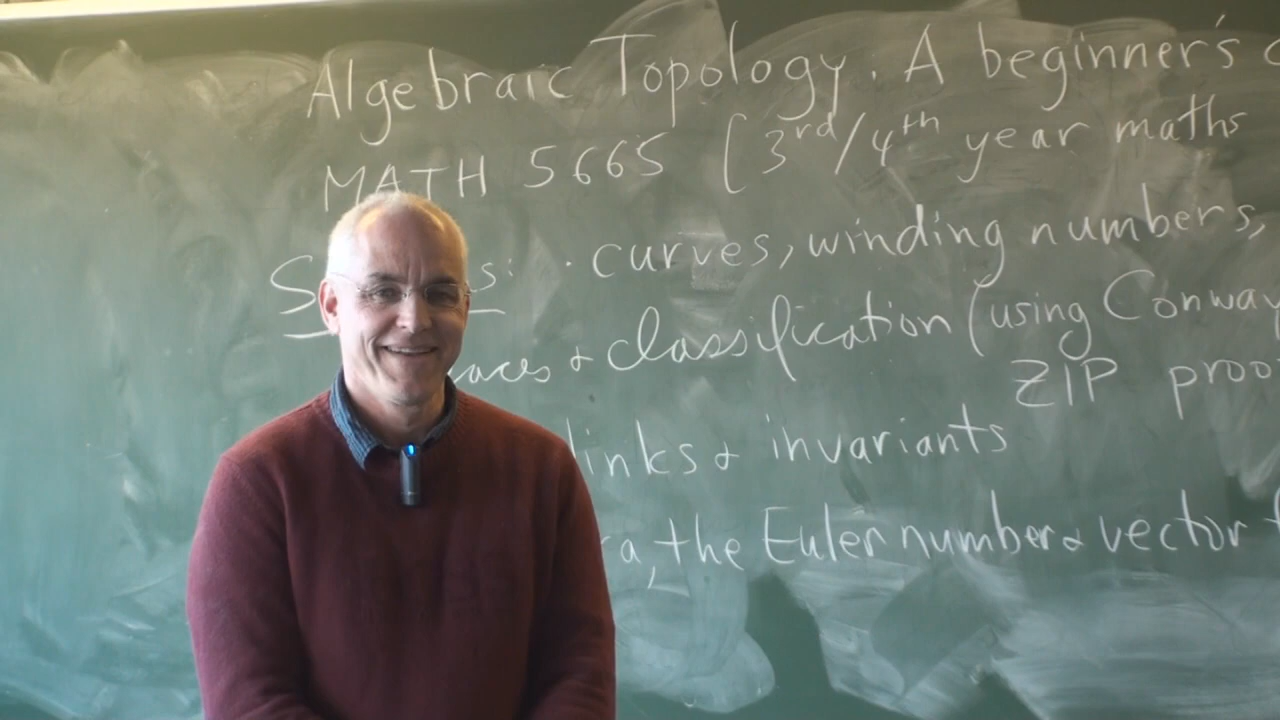 Algebraic Topology. A beginner's c
MATH 5665 (3rd/4th year maths
S s: · curves, winding numbers,
aces & classification (using Conway
ZIP proo
links & invariants
a, the Euler number & vector f